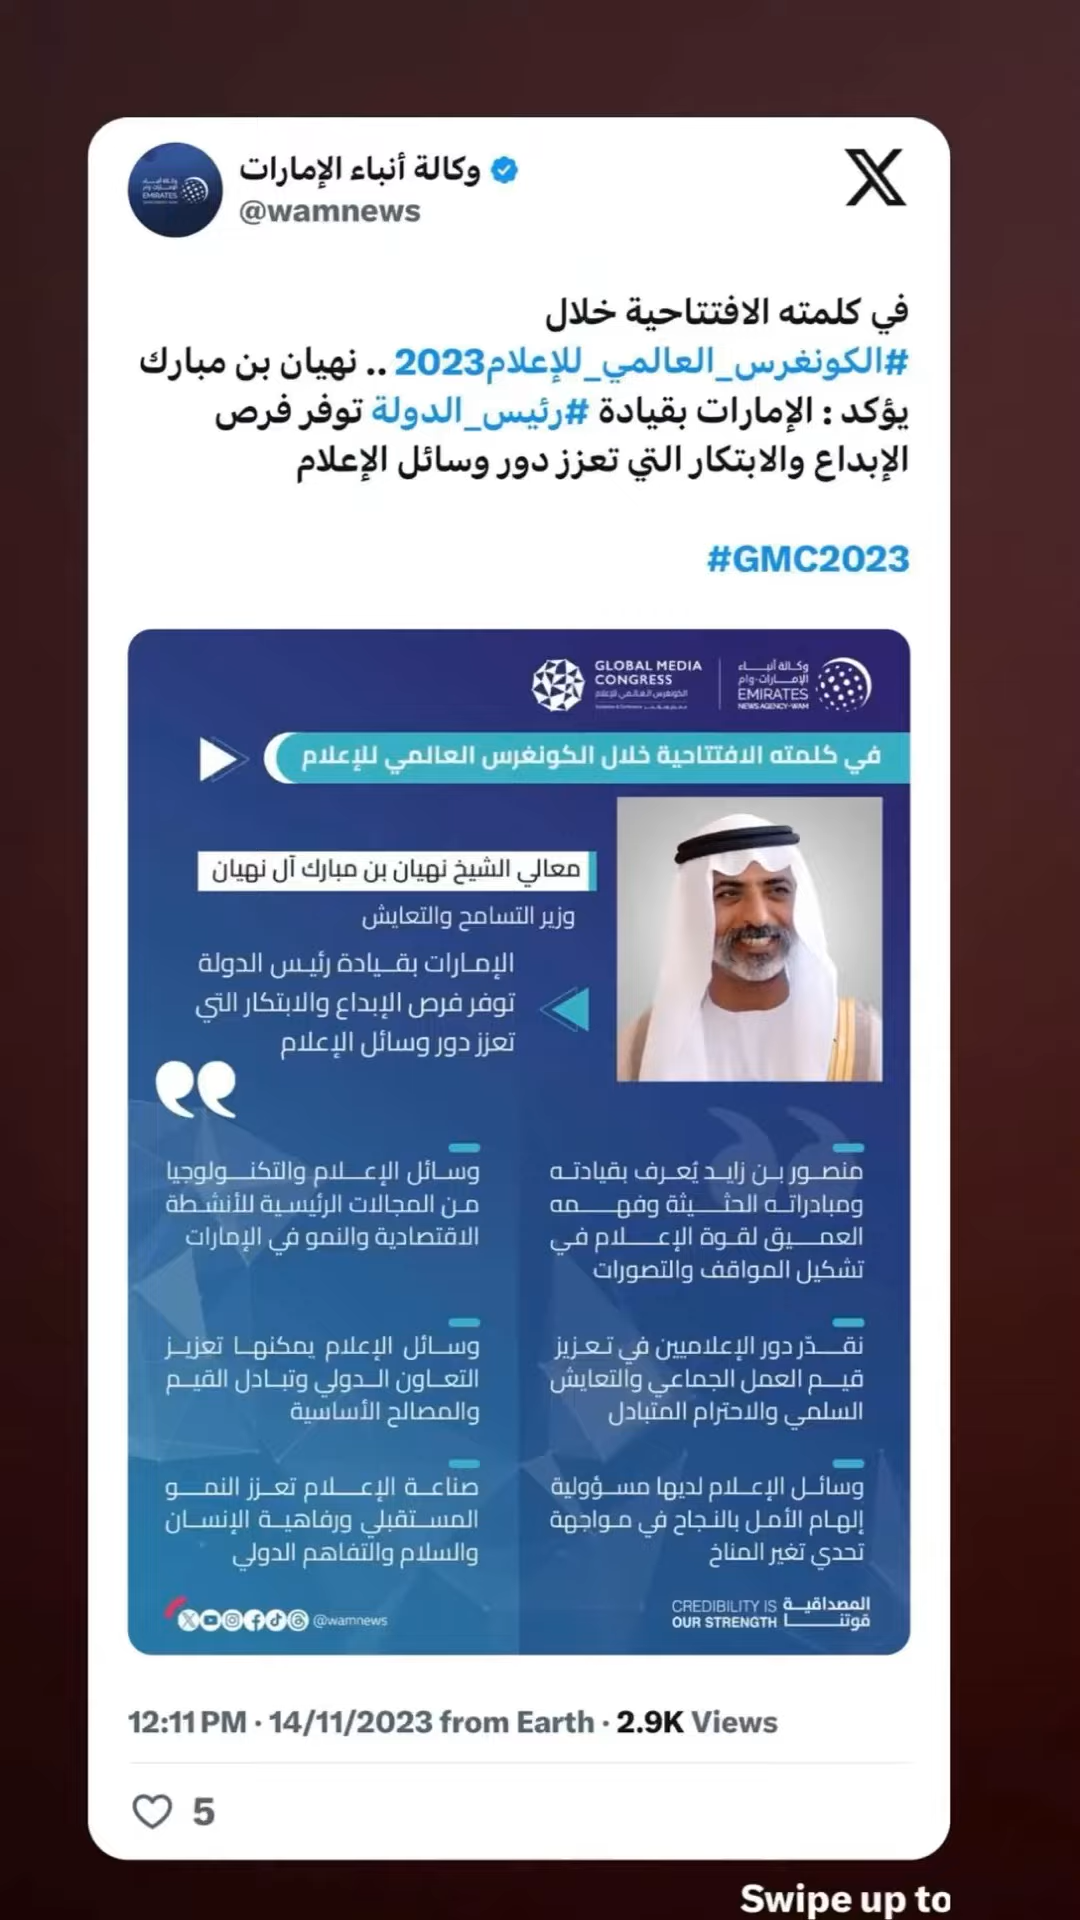 وكالة أنباء الإمارات
@wamnews
في كلمته الافتتاحية خلال
#الكونغرس_العالمي_للإعلام2023 .. نهيان بن مبارك
يؤكد : الإمارات بقيادة #رئيس_الدولة توفر فرص
الإبداع والابتكار التي تعزز دور وسائل الإعلام
#GMC2023
GLOBAL MEDIA
CONGRESS
الكونغرس العالمي للإعلام
وكالة أنباء
الإمارات-وام
EMIRATES
NEWS AGENCY-WAM
في كلمته الافتتاحية خلال الكونغرس العالمي للإعلام
معالي الشيخ نهيان بن مبارك آل نهيان
وزير التسامح والتعايش
الإمارات بقيادة رئيس الدولة
توفر فرص الإبداع والابتكار التي
تعزز دور وسائل الإعلام
منصور بن زايد يُعرف بقيادته
ومبادراته الحثيثة وفهمه
العميق لقوة الإعلام في
تشكيل المواقف والتصورات
نقدّر دور الإعلاميين في تعزيز
قيم العمل الجماعي والتعايش
السلمي والاحترام المتبادل
وسائل الإعلام لديها مسؤولية
إلهام الأمل بالنجاح في مواجهة
تحدي تغير المناخ
وسائل الإعلام والتكنولوجيا
من المجالات الرئيسية للأنشطة
الاقتصادية والنمو في الإمارات
وسائل الإعلام يمكنها تعزيز
التعاون الدولي وتبادل القيم
والمصالح الأساسية
صناعة الإعلام تعزز النمو
المستقبلي ورفاهية الإنسان
والسلام والتفاهم الدولي
@wamnews
CREDIBILITY IS
OUR STRENGTH
المصداقية
قوتنا
12:11 PM · 14/11/2023 from Earth · 2.9K Views
5
Swipe up to